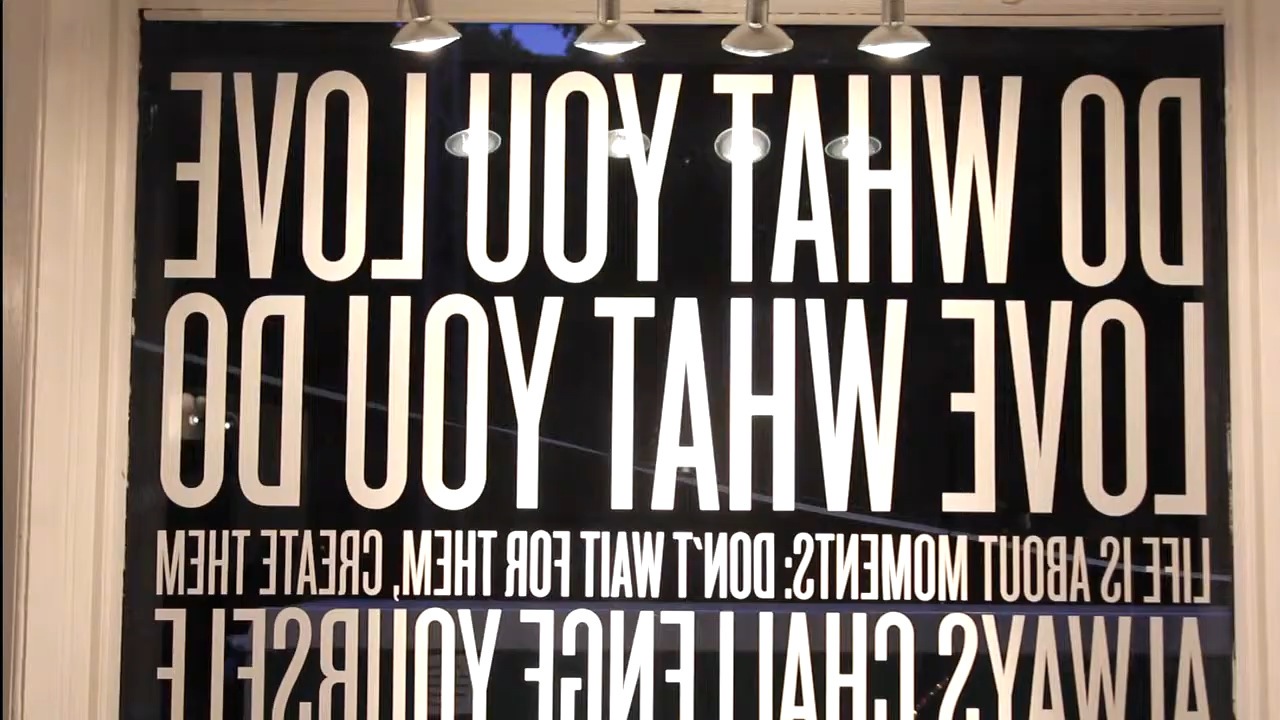 DO WHAT YOU LOVE
LOVE WHAT YOU DO
LIFE IS ABOUT MOMENTS: DON'T WAIT FOR THEM, CREATE THEM
ALWAYS CHALLENGE YOURSELF